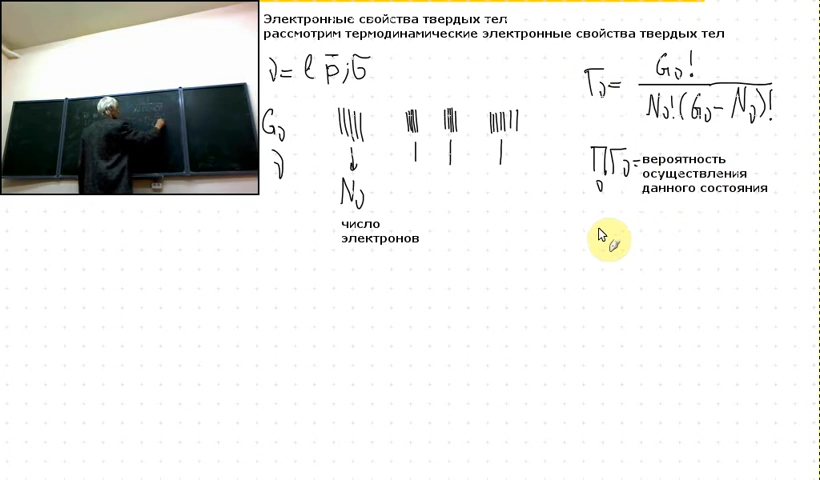 Электронные свойства твердых тел
рассмотрим термодинамические электронные свойства твердых тел
ν = l p̄ ; σ̄
Γν = Gν! / Nν!(Gν - Nν)!
Gν
ν
Nν
число
электронов
∏ν Γν = вероятность
осуществления
данного состояния